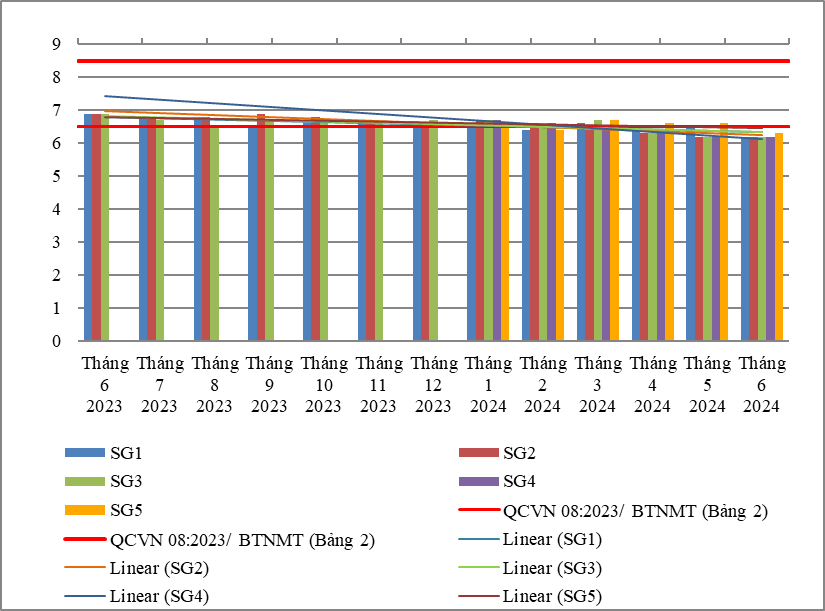 9
8
7
6
5
4
3
2
1
0
Tháng 6 2023
Tháng 7 2023
Tháng 8 2023
Tháng 9 2023
Tháng 10 2023
Tháng 11 2023
Tháng 12 2023
Tháng 1 2024
Tháng 2 2024
Tháng 3 2024
Tháng 4 2024
Tháng 5 2024
Tháng 6 2024
SG1
SG2
SG3
SG4
SG5
QCVN 08:2023/ BTNMT (Bảng 2)
QCVN 08:2023/ BTNMT (Bảng 2)
Linear (SG1)
Linear (SG2)
Linear (SG3)
Linear (SG4)
Linear (SG5)